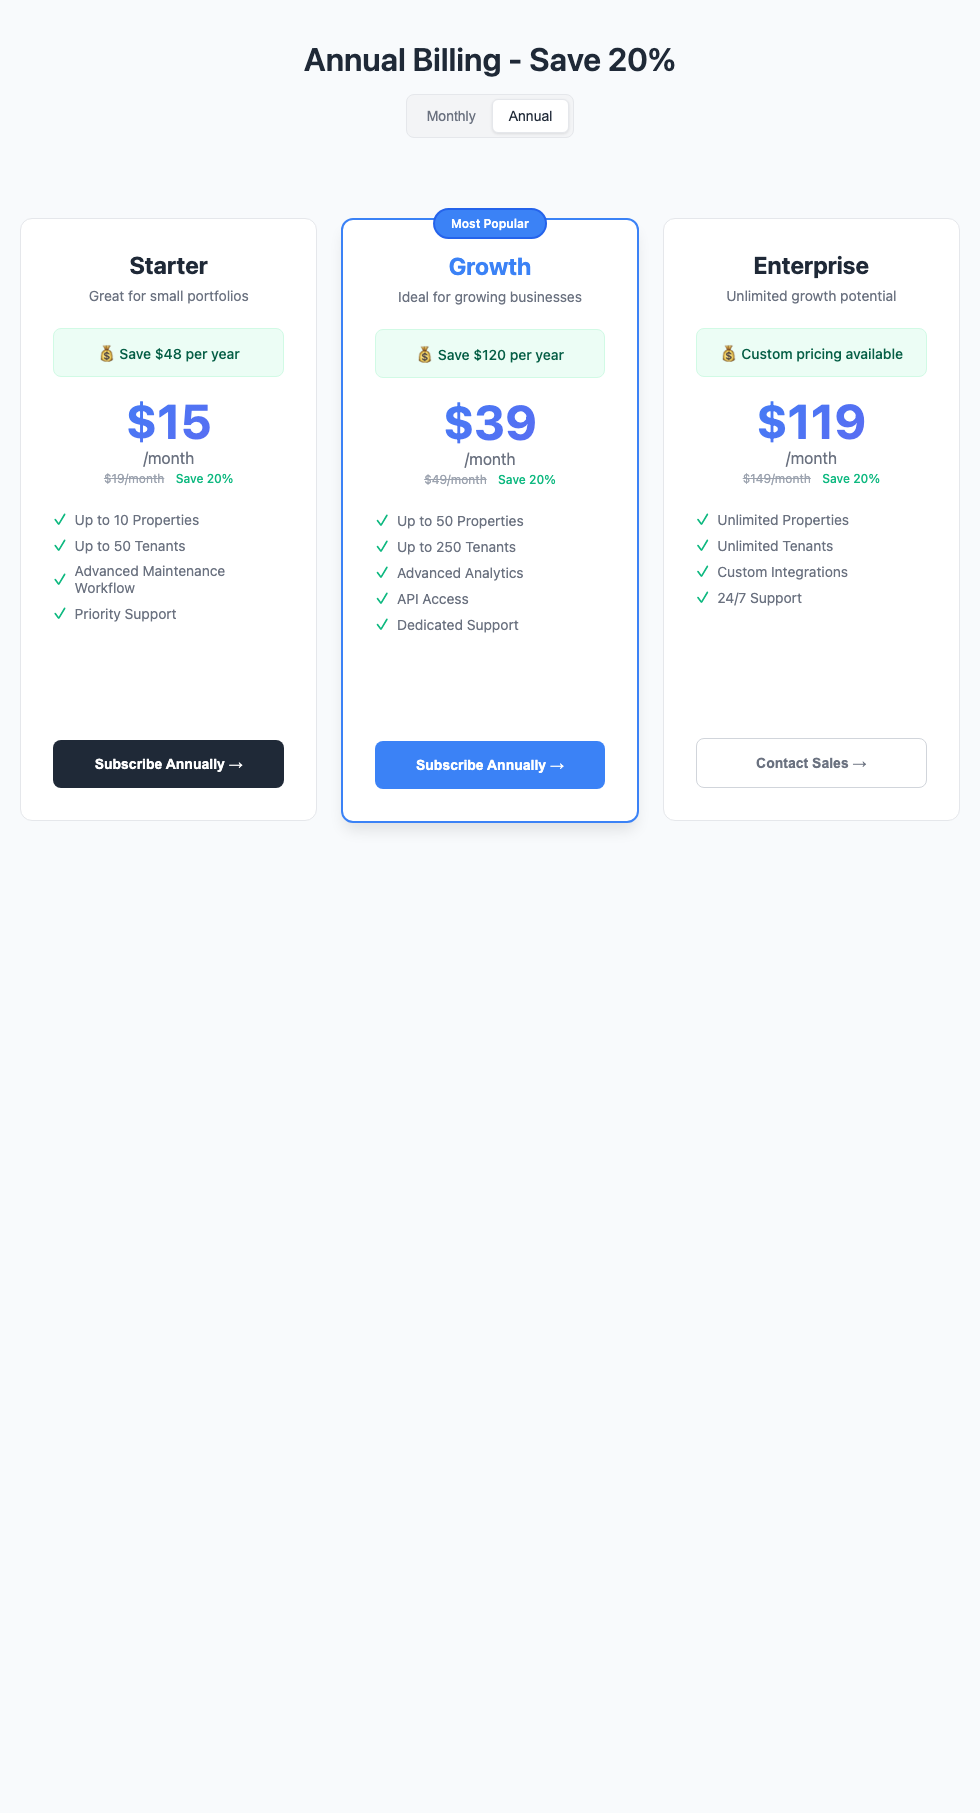 Annual Billing - Save 20%
Monthly
Annual
Starter
Great for small portfolios
💰 Save $48 per year
$15
/month
$19/month Save 20%
Up to 10 Properties
Up to 50 Tenants
Advanced Maintenance
Workflow
Priority Support
Subscribe Annually →
Most Popular
Growth
Ideal for growing businesses
💰 Save $120 per year
$39
/month
$49/month Save 20%
Up to 50 Properties
Up to 250 Tenants
Advanced Analytics
API Access
Dedicated Support
Subscribe Annually →
Enterprise
Unlimited growth potential
💰 Custom pricing available
$119
/month
$149/month Save 20%
Unlimited Properties
Unlimited Tenants
Custom Integrations
24/7 Support
Contact Sales →